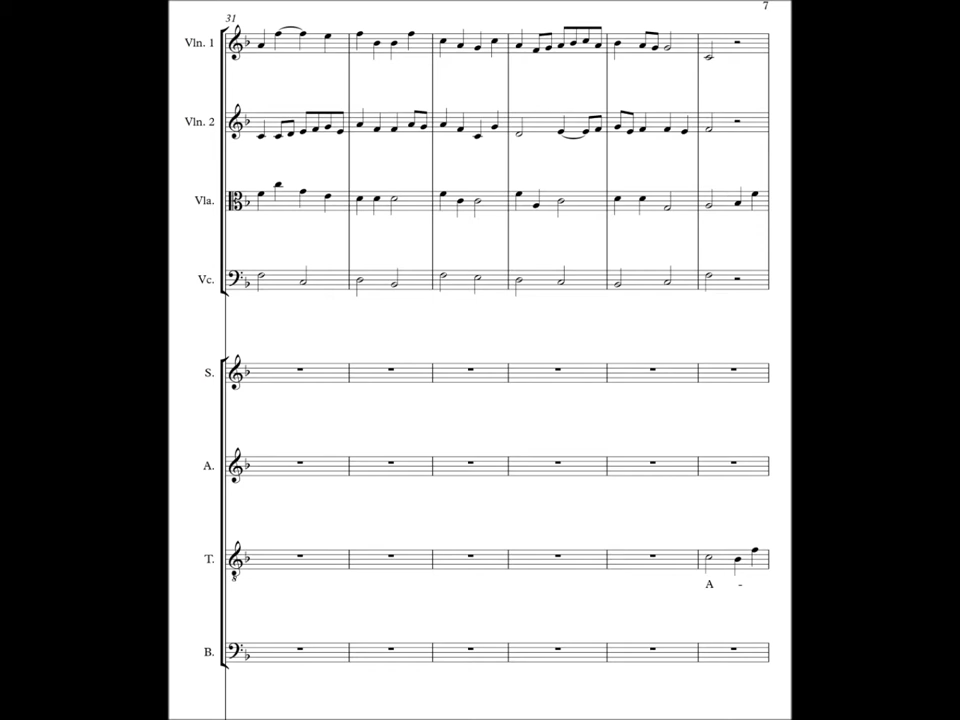 7
31
Vln. 1
Vln. 2
Vla.
Vc.
S.
A.
T.
A -
B.